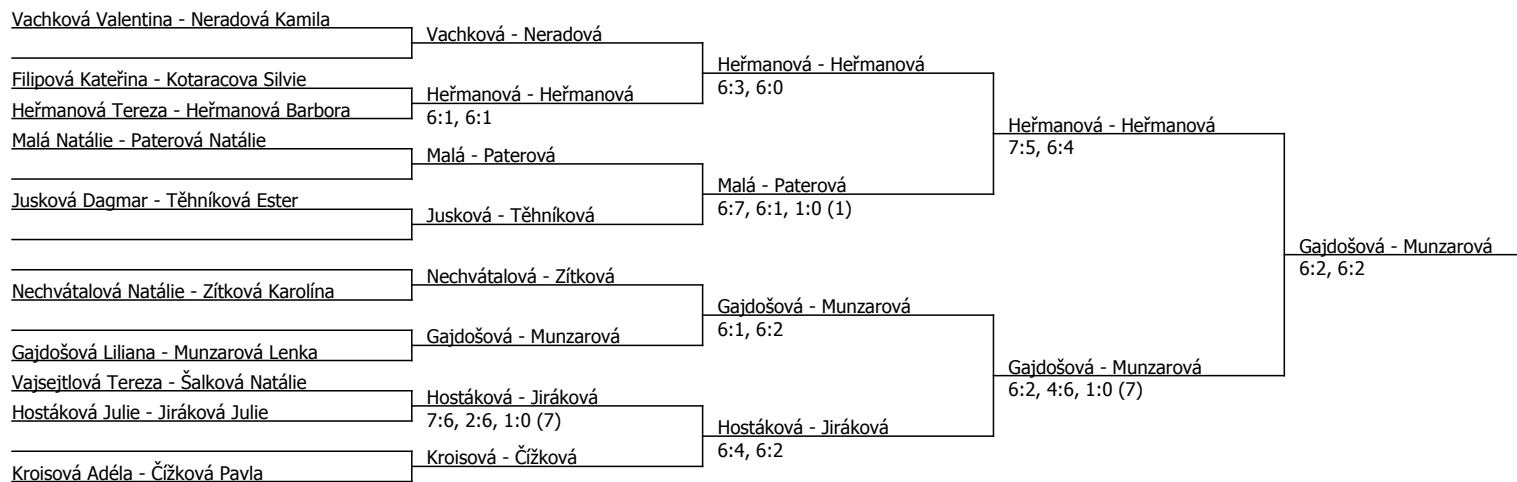 Vachková Valentina - Neradová Kamila
Filipová Kateřina - Kotaracova Silvie
Heřmanová Tereza - Heřmanová Barbora
Malá Natálie - Paterová Natálie
Jusková Dagmar - Těhníková Ester
Nechvátalová Natálie - Zítková Karolína
Gajdošová Liliana - Munzarová Lenka
Vajsejtlová Tereza - Šalková Natálie
Hostáková Julie - Jiráková Julie
Kroisová Adéla - Čížková Pavla
Vachková - Neradová
Heřmanová - Heřmanová
6:1, 6:1
Malá - Paterová
Jusková - Těhníková
Nechvátalová - Zítková
Gajdošová - Munzarová
Hostáková - Jiráková
7:6, 2:6, 1:0 (7)
Kroisová - Čížková
Heřmanová - Heřmanová
6:3, 6:0
Malá - Paterová
6:7, 6:1, 1:0 (1)
Gajdošová - Munzarová
6:1, 6:2
Hostáková - Jiráková
6:4, 6:2
Heřmanová - Heřmanová
7:5, 6:4
Gajdošová - Munzarová
6:2, 4:6, 1:0 (7)
Gajdošová - Munzarová
6:2, 6:2